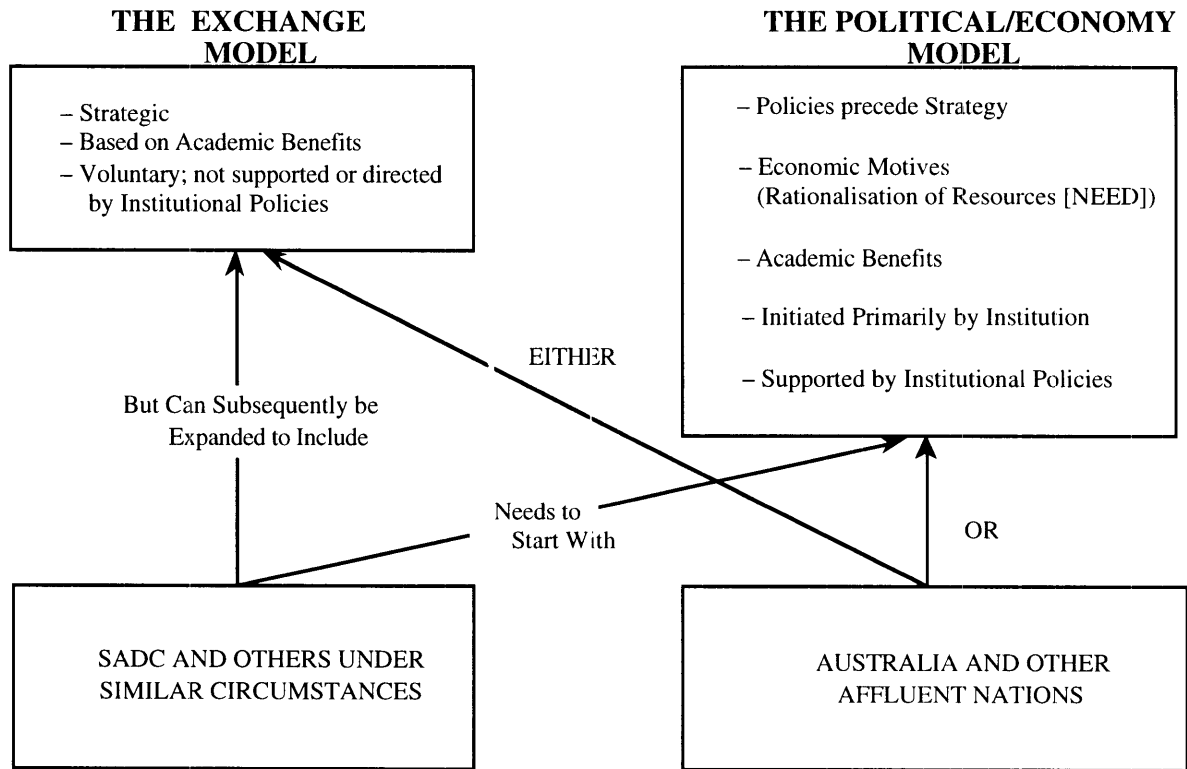 THE EXCHANGE
MODEL
– Strategic
– Based on Academic Benefits
– Voluntary; not supported or directed
by Institutional Policies
THE POLITICAL/ECONOMY
MODEL
– Policies precede Strategy
– Economic Motives
(Rationalisation of Resources [NEED])
– Academic Benefits
– Initiated Primarily by Institution
– Supported by Institutional Policies
EITHER
But Can Subsequently be
Expanded to Include
Needs to
Start With
OR
SADC AND OTHERS UNDER
SIMILAR CIRCUMSTANCES
AUSTRALIA AND OTHER
AFFLUENT NATIONS